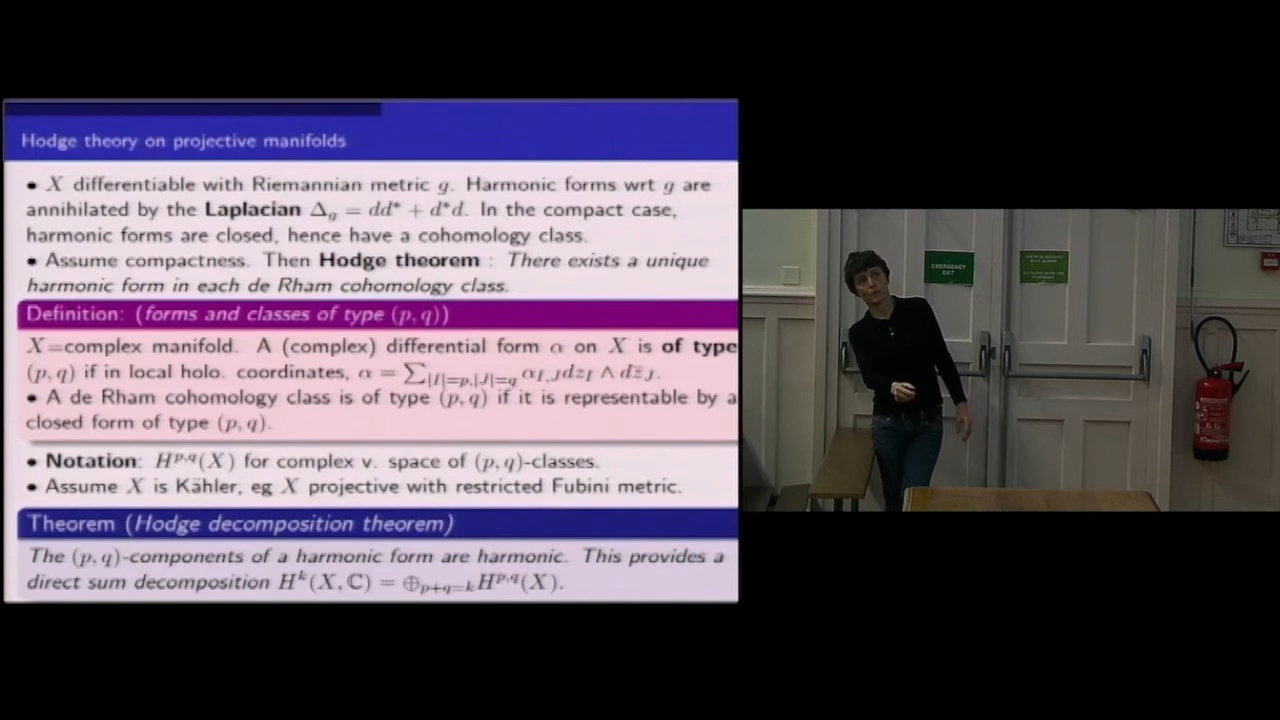 Hodge theory on projective manifolds
• X differentiable with Riemannian metric g. Harmonic forms wrt g are
annihilated by the Laplacian Δ_g = dd* + d*d. In the compact case,
harmonic forms are closed, hence have a cohomology class.
• Assume compactness. Then Hodge theorem : There exists a unique
harmonic form in each de Rham cohomology class.
Definition: (forms and classes of type (p, q))
X=complex manifold. A (complex) differential form α on X is of type
(p, q) if in local holo. coordinates, α = ∑_{|I|=p,|J|=q} α_{I,J} dz_I ∧ dz̄_J.
• A de Rham cohomology class is of type (p, q) if it is representable by a
closed form of type (p, q).
• Notation: H^{p,q}(X) for complex v. space of (p, q)-classes.
• Assume X is Kähler, eg X projective with restricted Fubini metric.
Theorem (Hodge decomposition theorem)
The (p, q)-components of a harmonic form are harmonic. This provides a
direct sum decomposition H^k(X, ℂ) = ⊕_{p+q=k} H^{p,q}(X).
EMERGENCY
EXIT